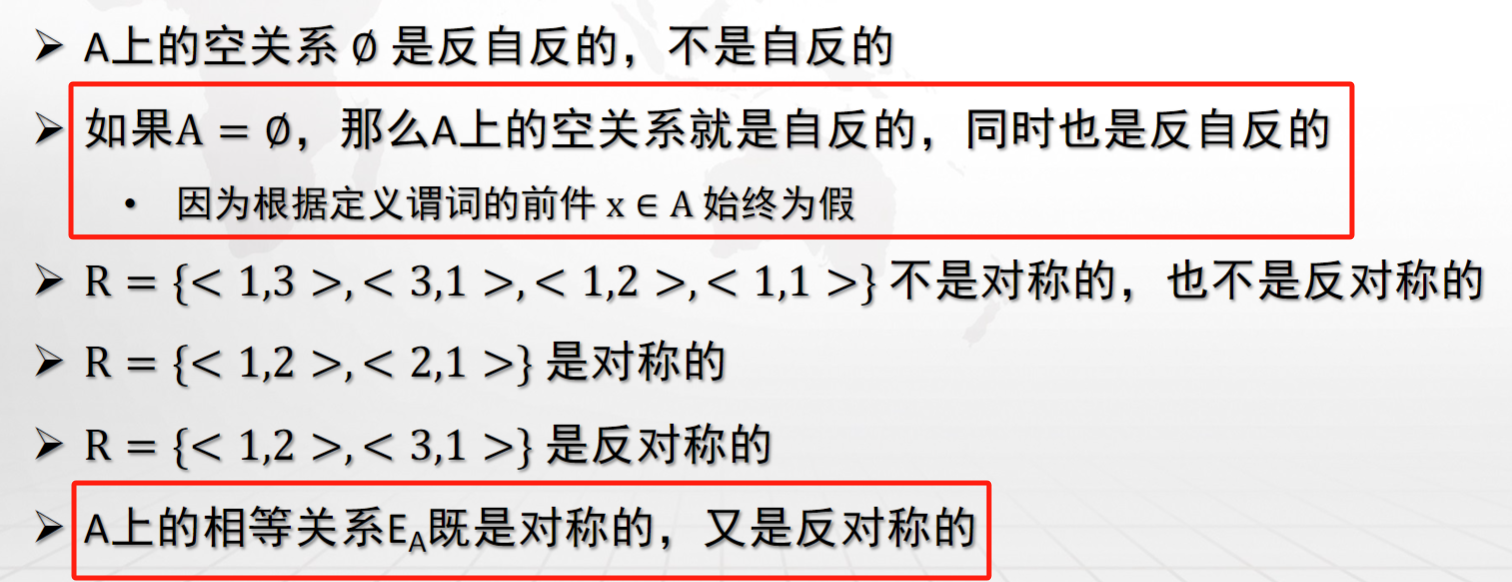 ➢ A上的空关系 ∅ 是反自反的，不是自反的
➢ 如果A = ∅，那么A上的空关系就是自反的，同时也是反自反的
• 因为根据定义谓词的前件 x ∈ A 始终为假
➢ R = {< 1,3 >,< 3,1 >,< 1,2 >,< 1,1 >} 不是对称的，也不是反对称的
➢ R = {< 1,2 >,< 2,1 >} 是对称的
➢ R = {< 1,2 >,< 3,1 >} 是反对称的
➢ A上的相等关系E_A既是对称的，又是反对称的